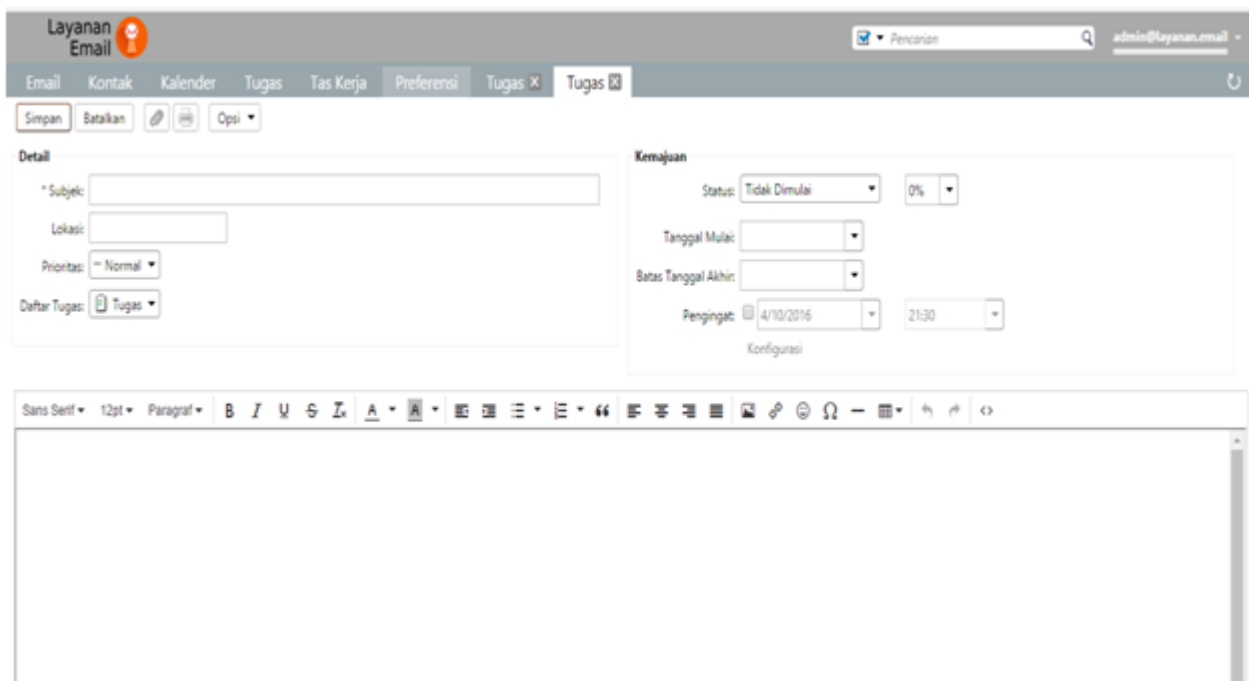 Layanan
Email
Pencarian
admin@layanan.email
Email Kontak Kalender Tugas Tas Kerja Preferensi Tugas Tugas
Simpan Batalkan Opsi
Detail
* Subjek:
Lokasi:
Prioritas: Normal
Daftar Tugas: Tugas
Kemajuan
Status: Tidak Dimulai 0%
Tanggal Mulai:
Batas Tanggal Akhir:
Pengingat: 4/10/2016 21:30
Konfigurasi
Sans Serif 12pt Paragraf B I U S Ix A A Ω